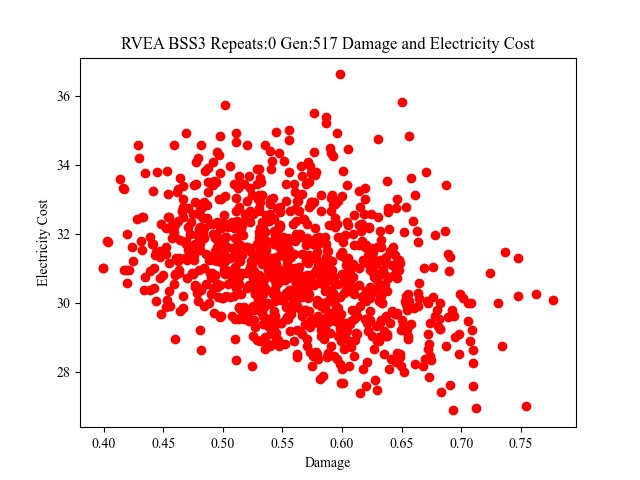 RVEA BSS3 Repeats:0 Gen:517 Damage and Electricity Cost
Electricity Cost
36
34
32
30
28
0.40 0.45 0.50 0.55 0.60 0.65 0.70 0.75
Damage